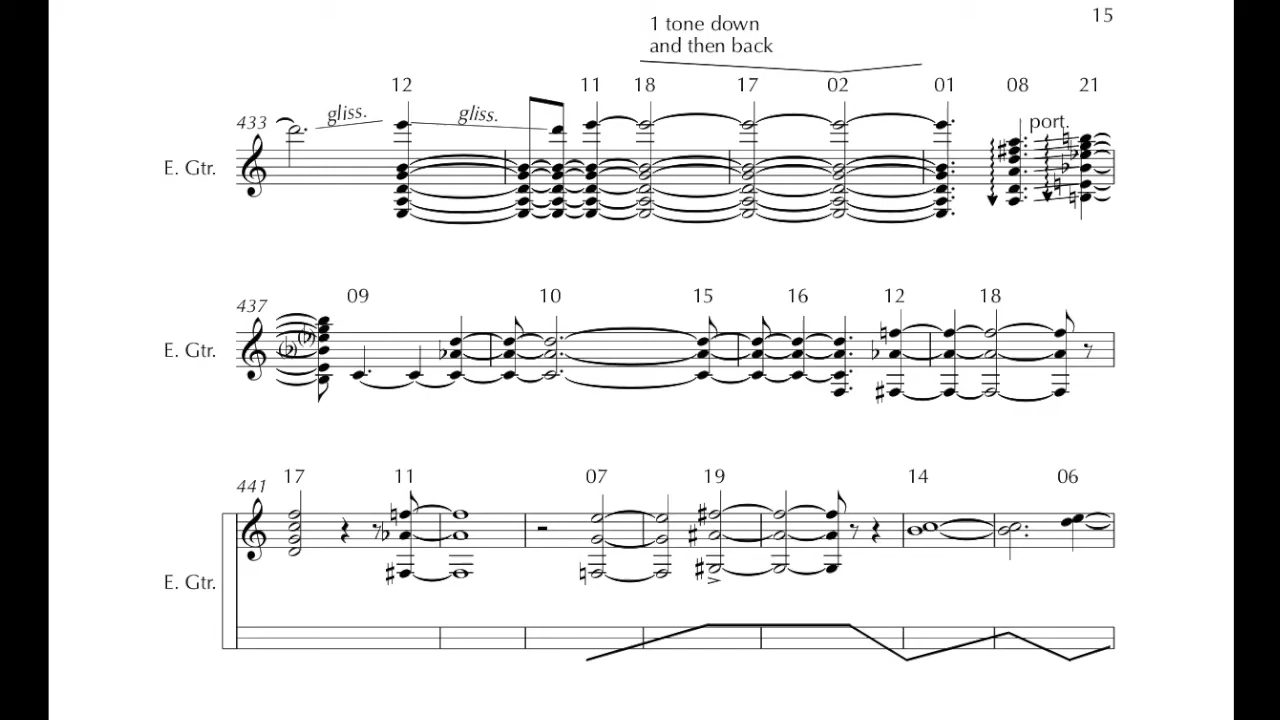 15
1 tone down
and then back
12 11 18 17 02 01 08 21
433 gliss. gliss. port.
E. Gtr.
09 10 15 16 12 18
437
E. Gtr.
17 11 07 19 14 06
441
E. Gtr.